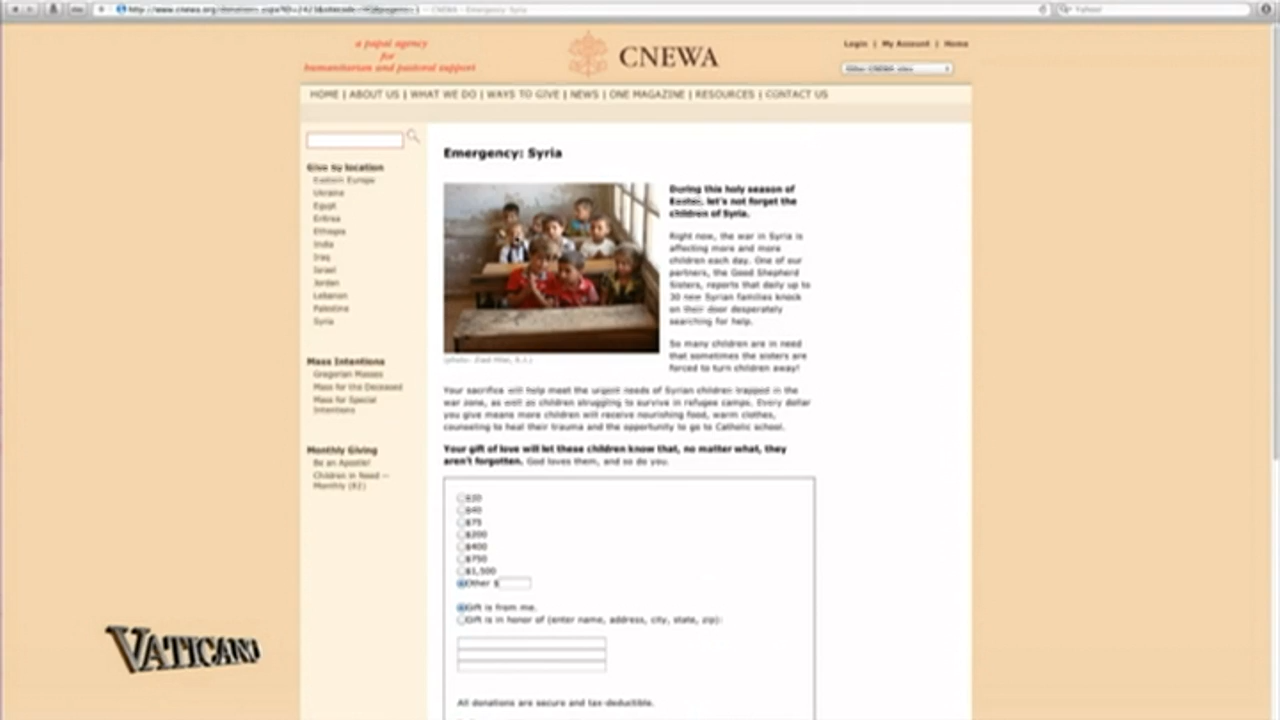 CNEWA - Emergency Syria
Yahoo!
a papal agency
for
humanitarian and pastoral support
CNEWA
Login | My Account | Home
Other CNEWA sites
HOME | ABOUT US | WHAT WE DO | WAYS TO GIVE | NEWS | ONE MAGAZINE | RESOURCES | CONTACT US
Give by location
Eastern Europe
Ukraine
Egypt
Eritrea
Ethiopia
India
Iraq
Israel
Jordan
Lebanon
Palestine
Syria
Mass Intentions
Gregorian Masses
Mass for the Deceased
Mass for Special
Intentions
Monthly Giving
Be an Apostle!
Children in Need —
Monthly
Emergency: Syria
During this holy season of
Easter, let's not forget the
children of Syria.
Right now, the war in Syria is
affecting more and more
children each day. One of our
partners, the Good Shepherd
Sisters, reports that daily up to
30 new Syrian families knock
on their door desperately
searching for help.
So many children are in need
that sometimes the sisters are
forced to turn children away!
Your sacrifice will help meet the urgent needs of Syrian children trapped in the
war zone, as well as children struggling to survive in refugee camps. Every dollar
you give means more children will receive nourishing food, warm clothes,
counseling to heal their trauma and the opportunity to go to Catholic school.
Your gift of love will let these children know that, no matter what, they
aren't forgotten. God loves them, and so do you.
$20
$40
$75
$200
$400
$750
$1,500
Other $
Gift is from me.
Gift is in honor of (enter name, address, city, state, zip):
All donations are secure and tax-deductible.
VATICANO